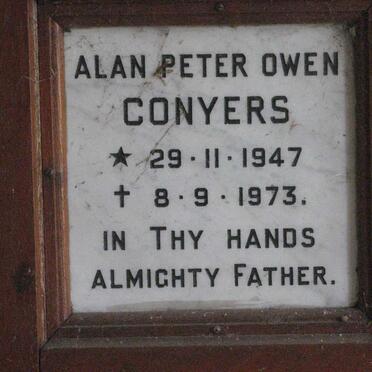 ALAN PETER OWEN
CONYERS
★ 29·11·1947
† 8·9·1973.
IN THY HANDS
ALMIGHTY FATHER.